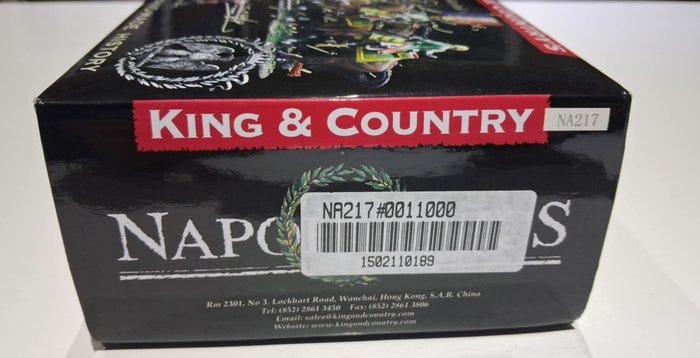 HISTORY
KING & COUNTRY
NA217
NA217#0011000
1502110189
Rm 2301, No 3. Lockhart Road, Wanchai, Hong Kong, S.A.R. China
Tel: (852) 2861 3450 Fax: (852) 2861 3806
Email: sales@kingandcountry.com
Website: www.kingandcountry.com